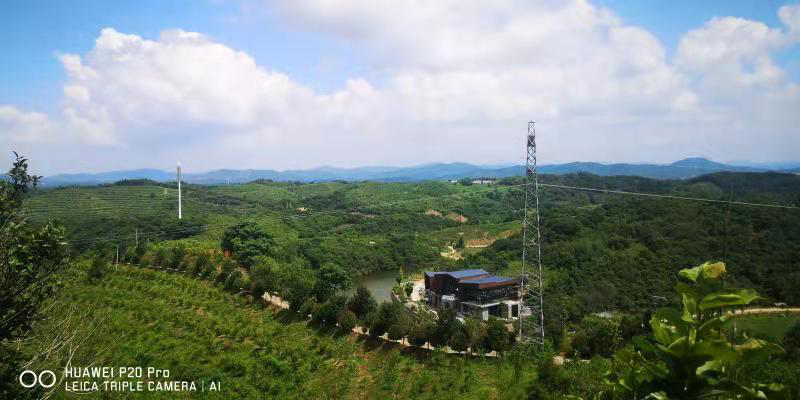 HUAWEI P20 Pro
LEICA TRIPLE CAMERA | AI